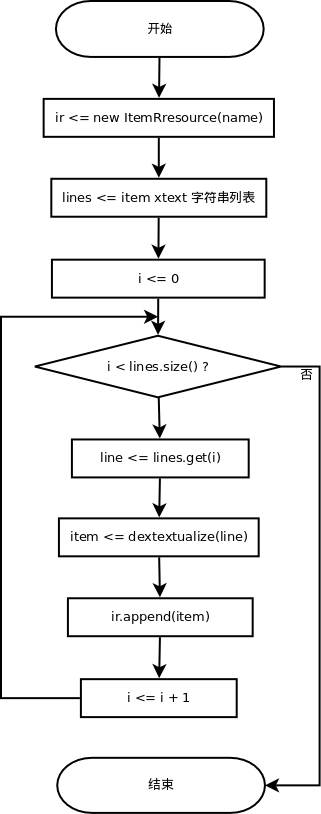 开始
ir <= new ItemRresource(name)
lines <= item xtext 字符串列表
i <= 0
i < lines.size() ?
否
line <= lines.get(i)
item <= dextextualize(line)
ir.append(item)
i <= i + 1
结束